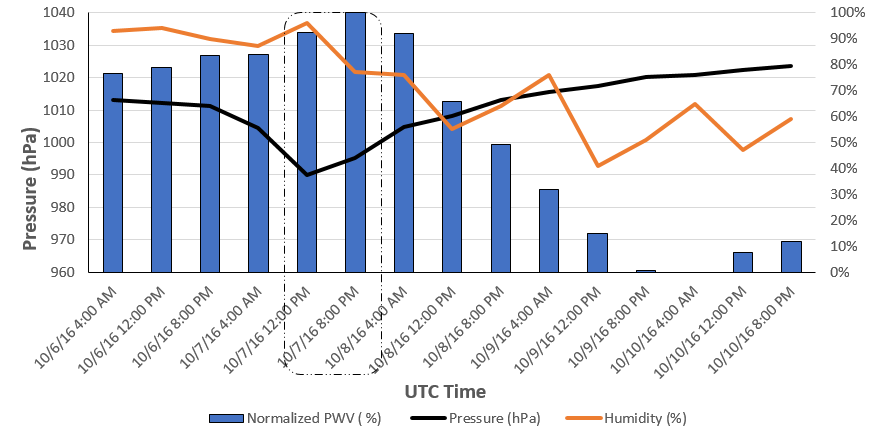 1040
1030
1020
1010
1000
990
980
970
960
Pressure (hPa)
100%
90%
80%
70%
60%
50%
40%
30%
20%
10%
0%
10/6/16 4:00 AM
10/6/16 12:00 PM
10/6/16 8:00 PM
10/7/16 4:00 AM
10/7/16 12:00 PM
10/7/16 8:00 PM
10/8/16 4:00 AM
10/8/16 12:00 PM
10/8/16 8:00 PM
10/9/16 4:00 AM
10/9/16 12:00 PM
10/9/16 8:00 PM
10/10/16 4:00 AM
10/10/16 12:00 PM
10/10/16 8:00 PM
UTC Time
Normalized PWV ( %)
Pressure (hPa)
Humidity (%)